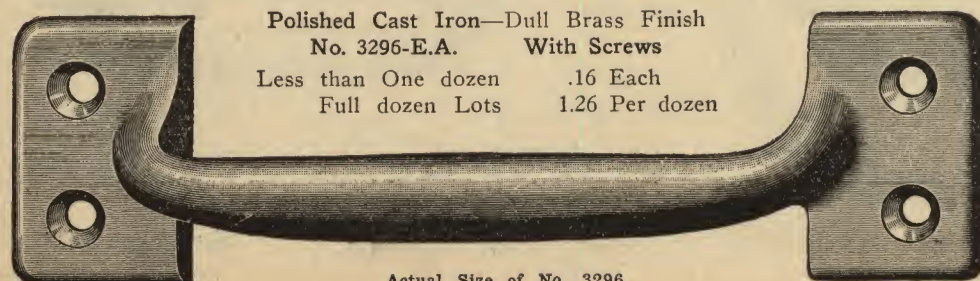 Polished Cast Iron—Dull Brass Finish
No. 3296-E.A. With Screws
Less than One dozen .16 Each
Full dozen Lots 1.26 Per dozen
Actual Size of No. 3296